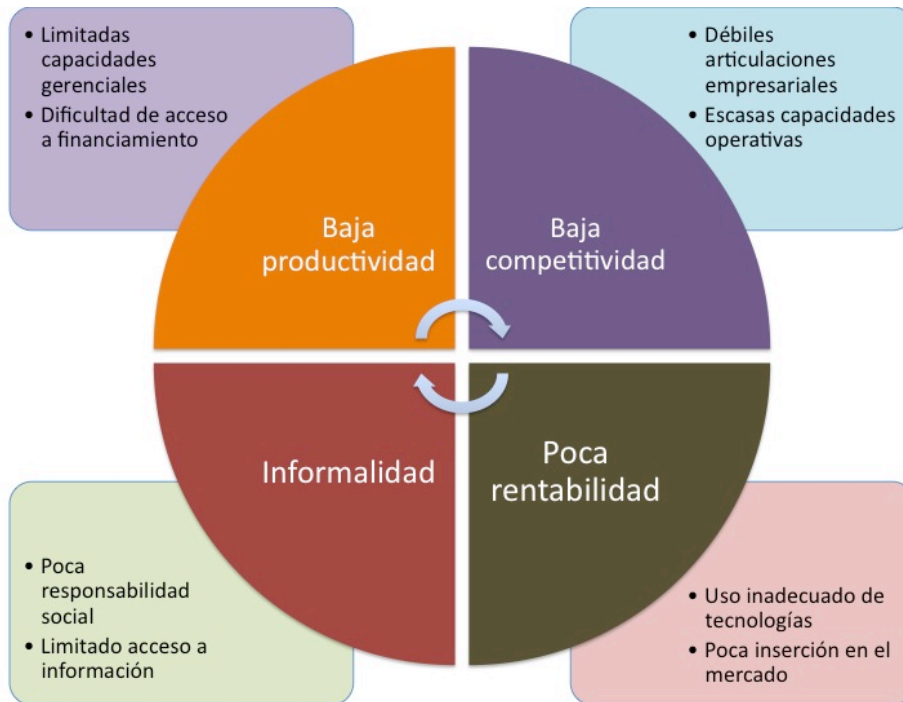 • Limitadas
capacidades
gerenciales
• Dificultad de acceso
a financiamiento
• Débiles
articulaciones
empresariales
• Escasas capacidades
operativas
Baja
productividad
Baja
competitividad
Informalidad
Poca
rentabilidad
• Poca
responsabilidad
social
• Limitado acceso a
información
• Uso inadecuado de
tecnologías
• Poca inserción en el
mercado